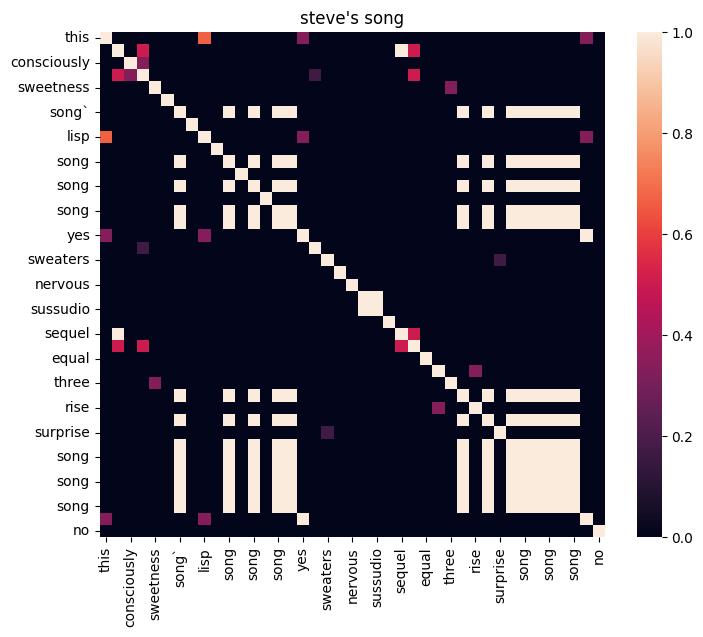 steve's song
this
consciously
sweetness
song`
lisp
song
song
song
yes
sweaters
nervous
sussudio
sequel
equal
three
rise
surprise
song
song
song
no
1.0
0.8
0.6
0.4
0.2
0.0
this
consciously
sweetness
song`
lisp
song
song
song
yes
sweaters
nervous
sussudio
sequel
equal
three
rise
surprise
song
song
song
no